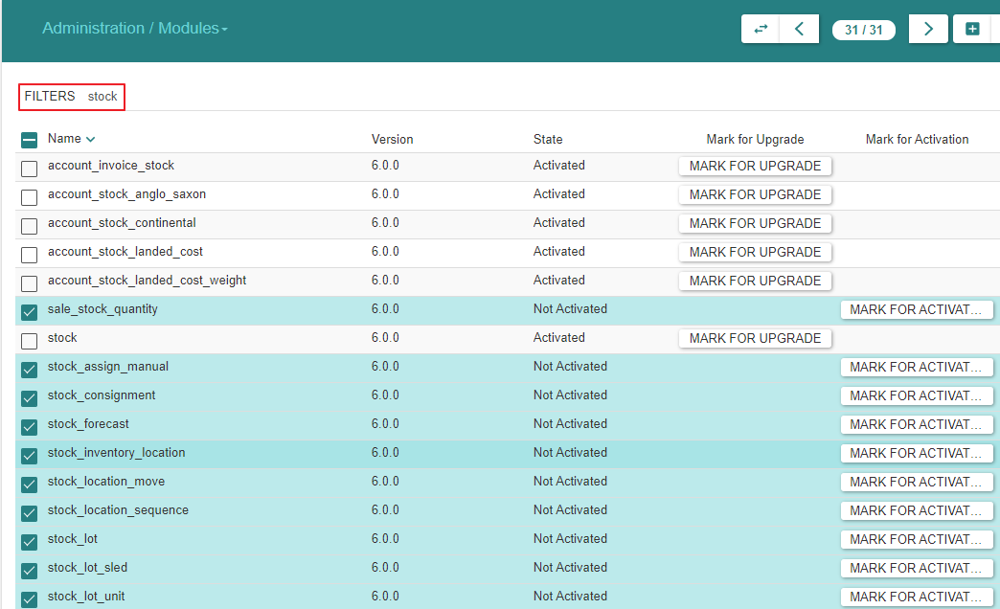 Administration / Modules
31 / 31
FILTERS stock
Name Version State Mark for Upgrade Mark for Activation
account_invoice_stock 6.0.0 Activated MARK FOR UPGRADE
account_stock_anglo_saxon 6.0.0 Activated MARK FOR UPGRADE
account_stock_continental 6.0.0 Activated MARK FOR UPGRADE
account_stock_landed_cost 6.0.0 Activated MARK FOR UPGRADE
account_stock_landed_cost_weight 6.0.0 Activated MARK FOR UPGRADE
sale_stock_quantity 6.0.0 Not Activated MARK FOR ACTIVAT...
stock 6.0.0 Activated MARK FOR UPGRADE
stock_assign_manual 6.0.0 Not Activated MARK FOR ACTIVAT...
stock_consignment 6.0.0 Not Activated MARK FOR ACTIVAT...
stock_forecast 6.0.0 Not Activated MARK FOR ACTIVAT...
stock_inventory_location 6.0.0 Not Activated MARK FOR ACTIVAT...
stock_location_move 6.0.0 Not Activated MARK FOR ACTIVAT...
stock_location_sequence 6.0.0 Not Activated MARK FOR ACTIVAT...
stock_lot 6.0.0 Not Activated MARK FOR ACTIVAT...
stock_lot_sled 6.0.0 Not Activated MARK FOR ACTIVAT...
stock_lot_unit 6.0.0 Not Activated MARK FOR ACTIVAT...